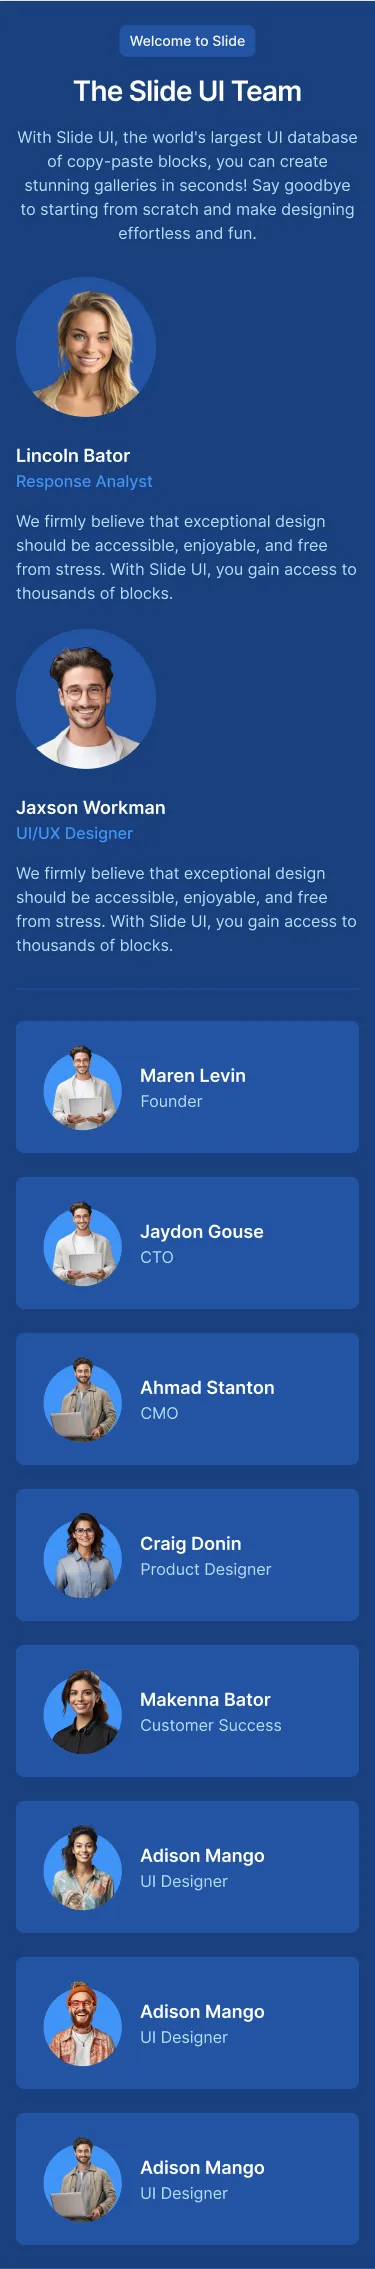 Welcome to Slide
The Slide UI Team
With Slide UI, the world's largest UI database
of copy-paste blocks, you can create
stunning galleries in seconds! Say goodbye
to starting from scratch and make designing
effortless and fun.
Lincoln Bator
Response Analyst
We firmly believe that exceptional design
should be accessible, enjoyable, and free
from stress. With Slide UI, you gain access to
thousands of blocks.
Jaxson Workman
UI/UX Designer
We firmly believe that exceptional design
should be accessible, enjoyable, and free
from stress. With Slide UI, you gain access to
thousands of blocks.
Maren Levin
Founder
Jaydon Gouse
CTO
Ahmad Stanton
CMO
Craig Donin
Product Designer
Makenna Bator
Customer Success
Adison Mango
UI Designer
Adison Mango
UI Designer
Adison Mango
UI Designer